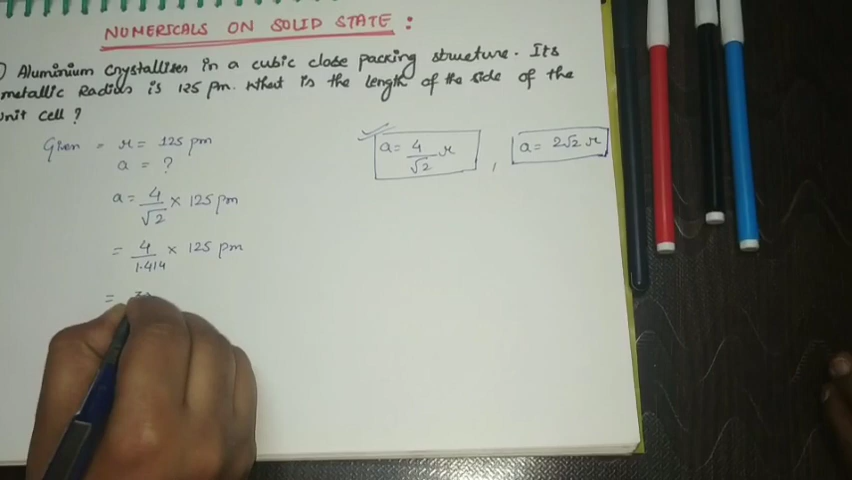 NUMERICALS ON SOLID STATE :
) Aluminium Crystallises in a cubic close packing structure. Its
metallic Radius is 125 pm. What is the length of the side of the
unit cell ?
Given = r = 125 pm
a = ?
a = 4/√2 r , a = 2√2 r
a = 4/√2 × 125 pm
= 4/1.414 × 125 pm
=